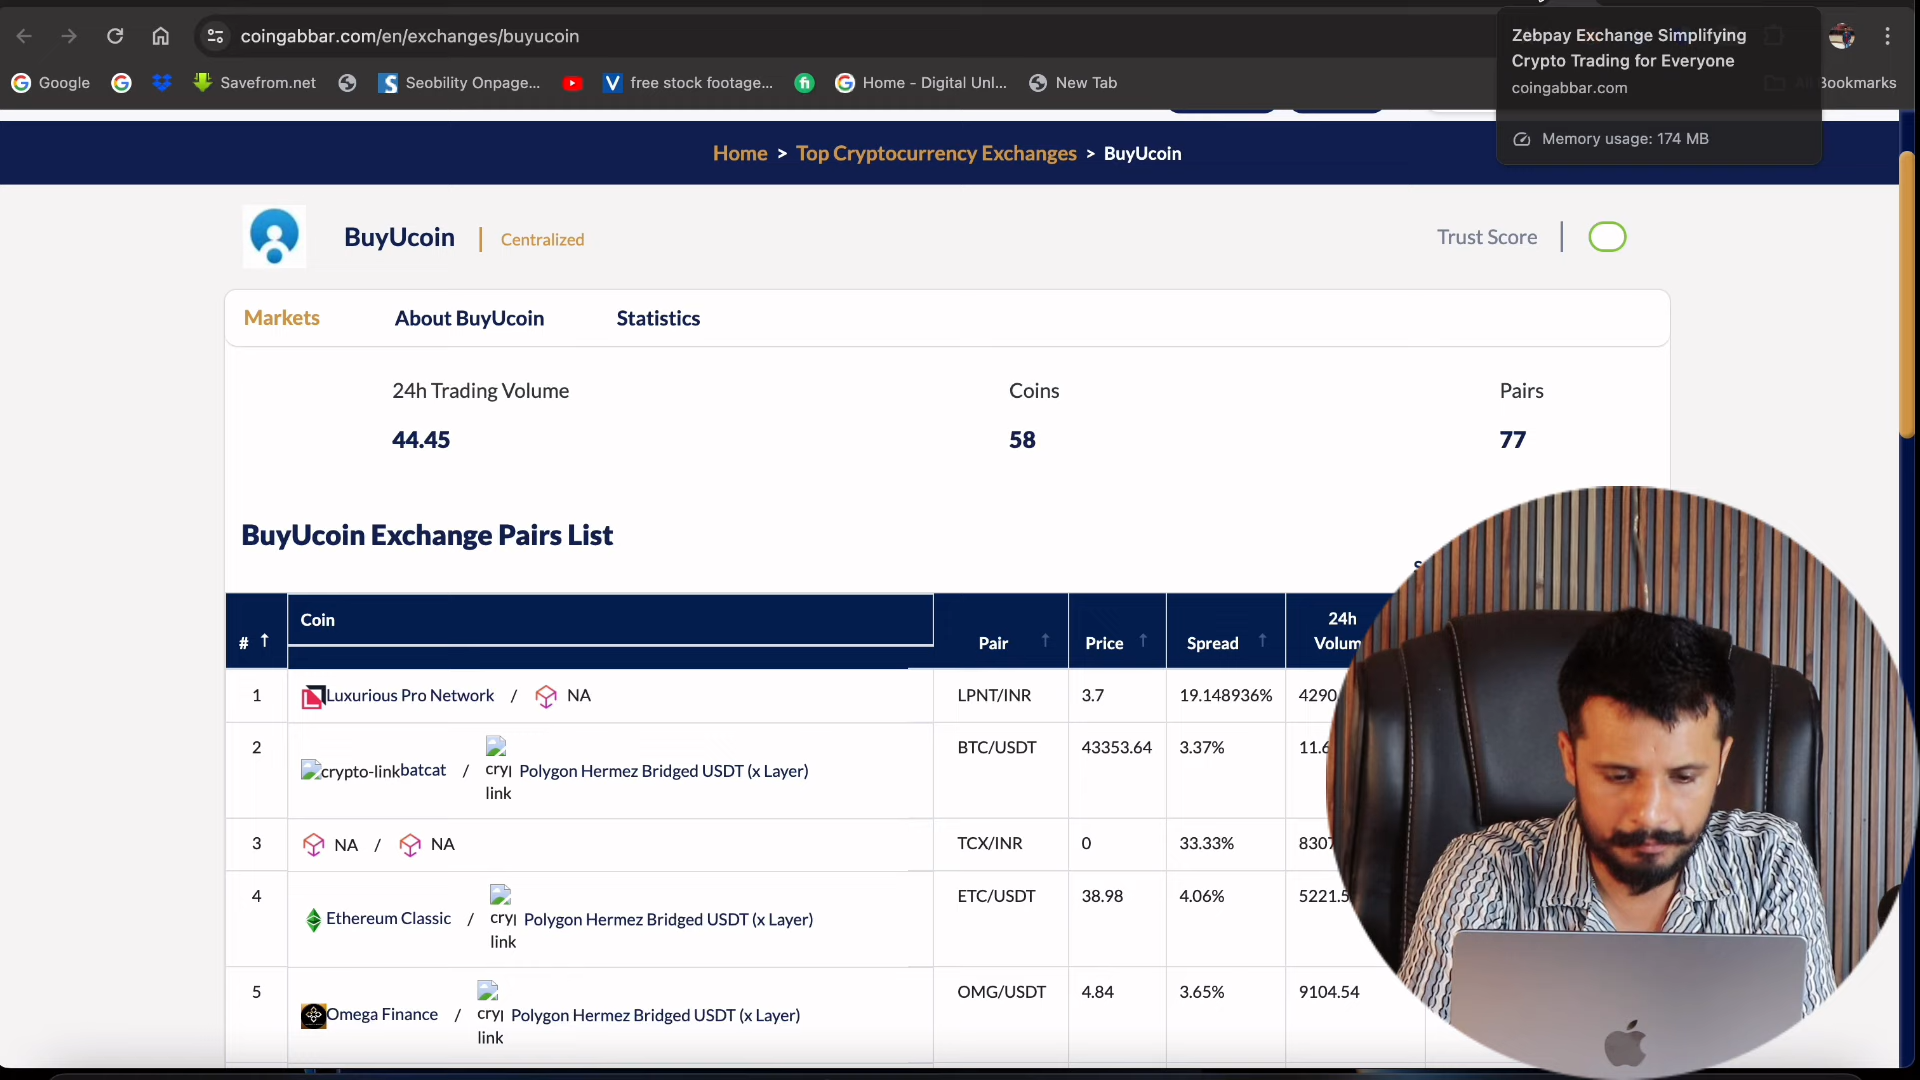 coingabbar.com/en/exchanges/buyucoin
Zebpay Exchange Simplifying
Crypto Trading for Everyone
coingabbar.com
Memory usage: 174 MB
Google
Savefrom.net
Seobility Onpage...
free stock footage...
Home - Digital Unl...
New Tab
Bookmarks
Home > Top Cryptocurrency Exchanges > BuyUcoin
BuyUcoin | Centralized
Trust Score
Markets
About BuyUcoin
Statistics
24h Trading Volume
Coins
Pairs
44.45
58
77
BuyUcoin Exchange Pairs List
# Coin Pair Price Spread 24h
1 Luxurious Pro Network / NA LPNT/INR 3.7 19.148936%
2 crypto-linkbatcat / Polygon Hermez Bridged USDT (x Layer) BTC/USDT 43353.64 3.37%
link
3 NA / NA TCX/INR 0 33.33%
4 Ethereum Classic / Polygon Hermez Bridged USDT (x Layer) ETC/USDT 38.98 4.06%
link
5 Omega Finance / Polygon Hermez Bridged USDT (x Layer) OMG/USDT 4.84 3.65% 9104.54
link